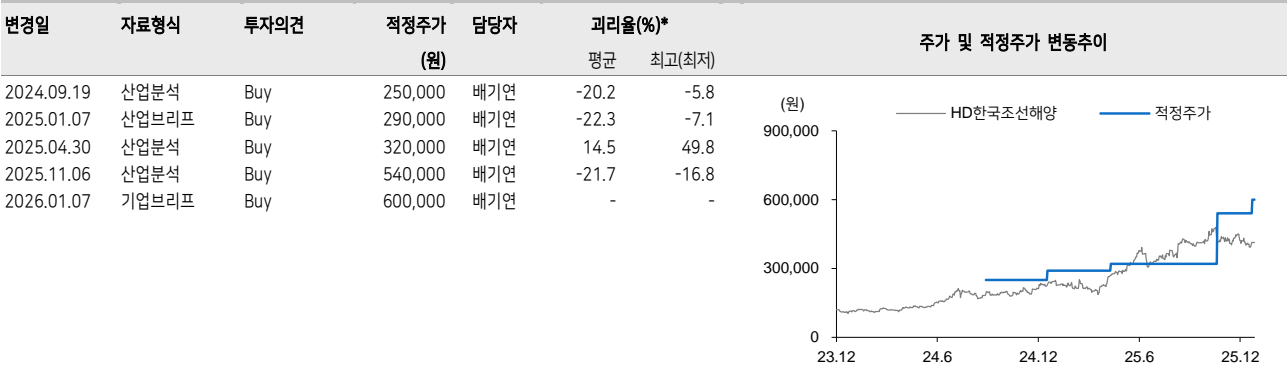 변경일 자료형식 투자의견 적정주가 담당자 괴리율(%)* 주가 및 적정주가 변동추이
(원) 평균 최고(최저)
2024.09.19 산업분석 Buy 250,000 배기연 -20.2 -5.8
2025.01.07 산업브리프 Buy 290,000 배기연 -22.3 -7.1
2025.04.30 산업분석 Buy 320,000 배기연 14.5 49.8
2025.11.06 산업분석 Buy 540,000 배기연 -21.7 -16.8
2026.01.07 기업브리프 Buy 600,000 배기연 - -
(원) HD한국조선해양 적정주가
900,000
600,000
300,000
0
23.12 24.6 24.12 25.6 25.12